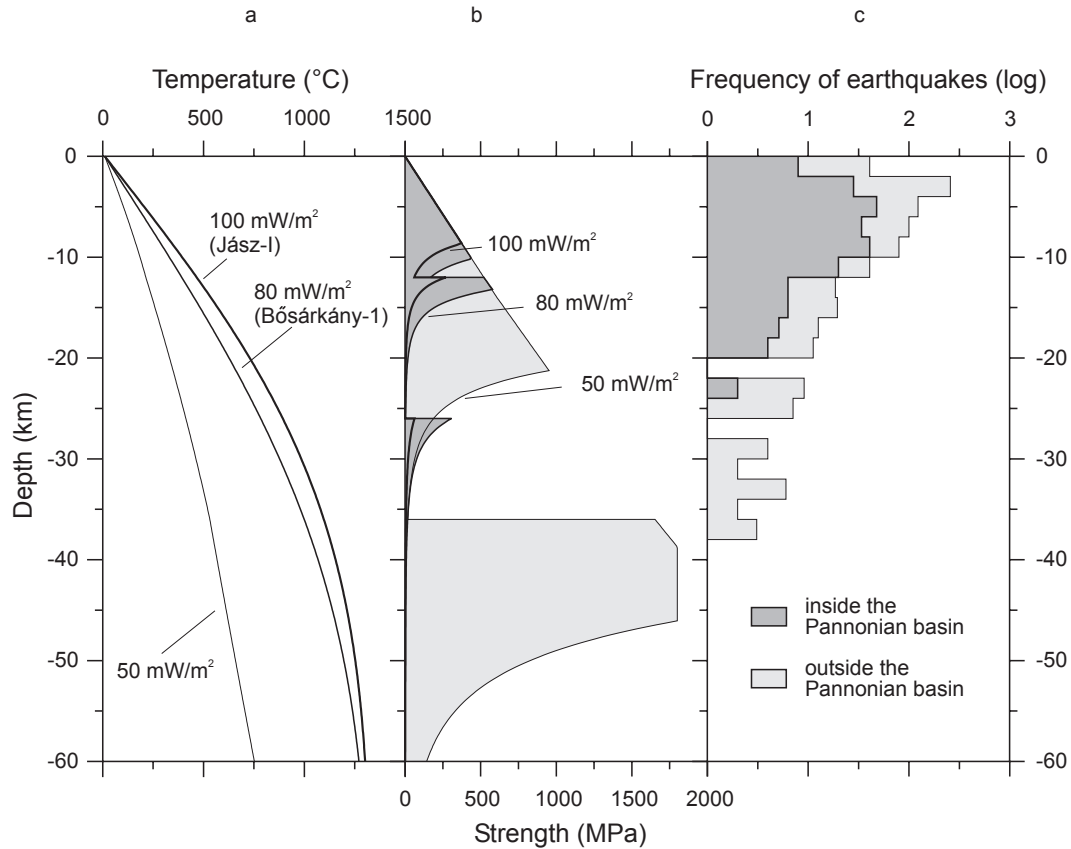 a
b
c
Temperature (°C)
Frequency of earthquakes (log)
0
500
1000
1500
0
1
2
3
0
-10
-20
-30
-40
-50
-60
Depth (km)
100 mW/m²
(Jász-I)
80 mW/m²
(Bősárkány-1)
50 mW/m²
100 mW/m²
80 mW/m²
50 mW/m²
0
500
1000
1500
2000
Strength (MPa)
inside the
Pannonian basin
outside the
Pannonian basin
0
-10
-20
-30
-40
-50
-60